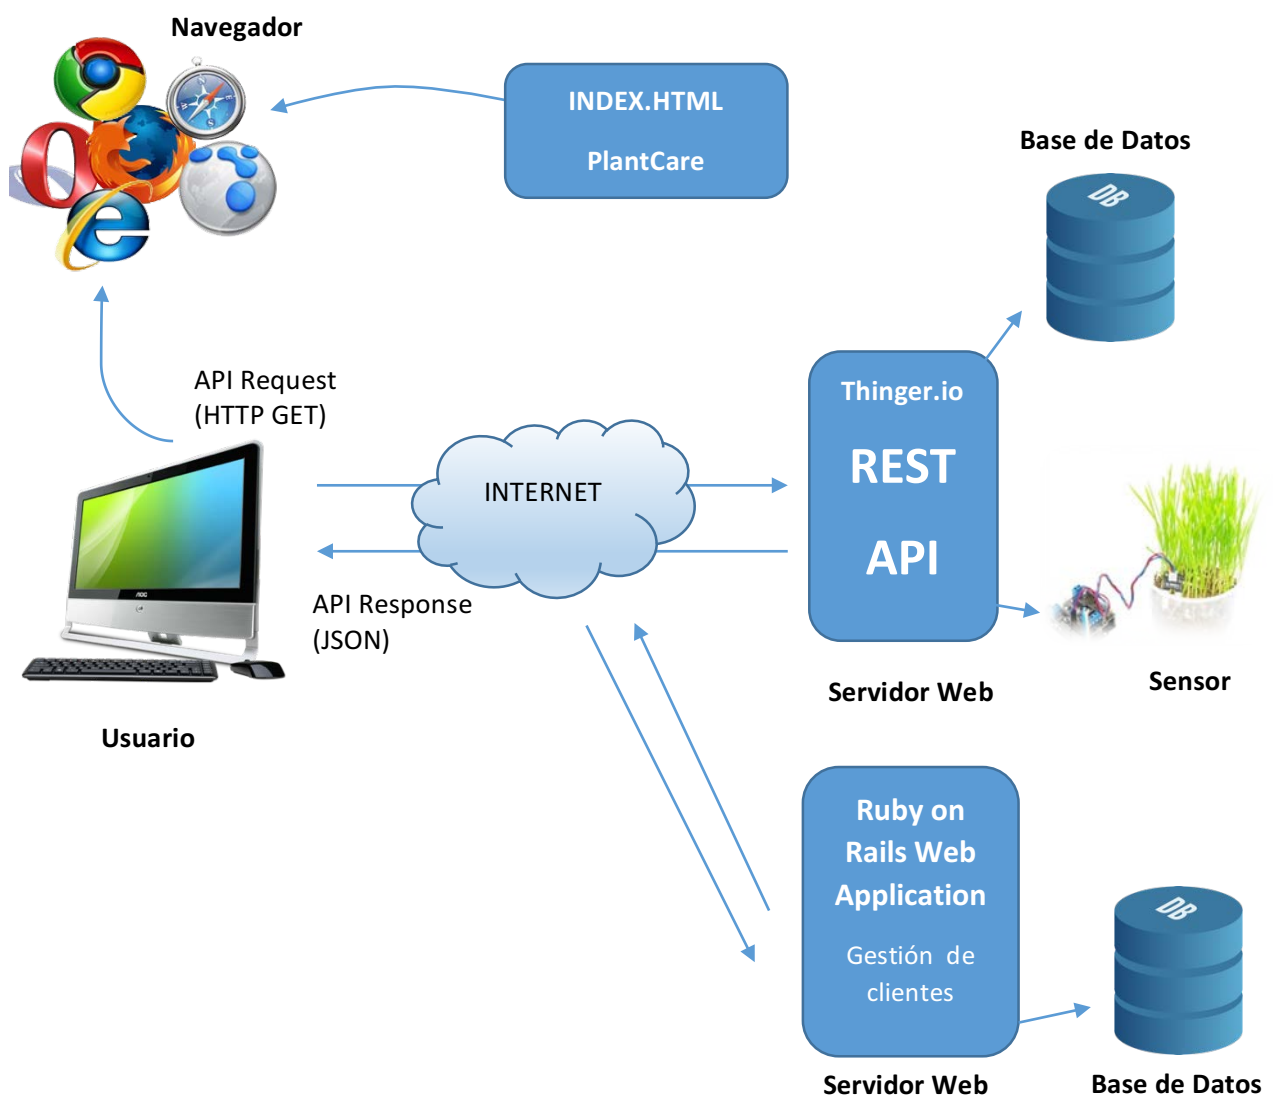 Navegador
INDEX.HTML
PlantCare
Base de Datos
DB
API Request
(HTTP GET)
Thinger.io
REST
API
INTERNET
API Response
(JSON)
AOC
Servidor Web
Sensor
Usuario
Ruby on
Rails Web
Application
Gestión de
clientes
DB
Servidor Web
Base de Datos